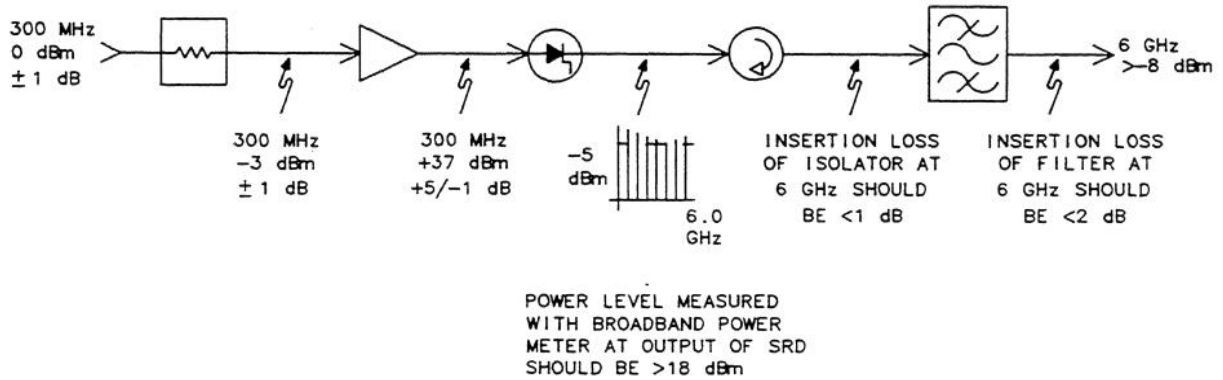 300 MHz
0 dBm
± 1 dB
6 GHz
>-8 dBm
300 MHz
-3 dBm
± 1 dB
300 MHz
+37 dBm
+5/-1 dB
-5
dBm
6.0
GHz
INSERTION LOSS
OF ISOLATOR AT
6 GHz SHOULD
BE <1 dB
INSERTION LOSS
OF FILTER AT
6 GHz SHOULD
BE <2 dB
POWER LEVEL MEASURED
WITH BROADBAND POWER
METER AT OUTPUT OF SRD
SHOULD BE >18 dBm